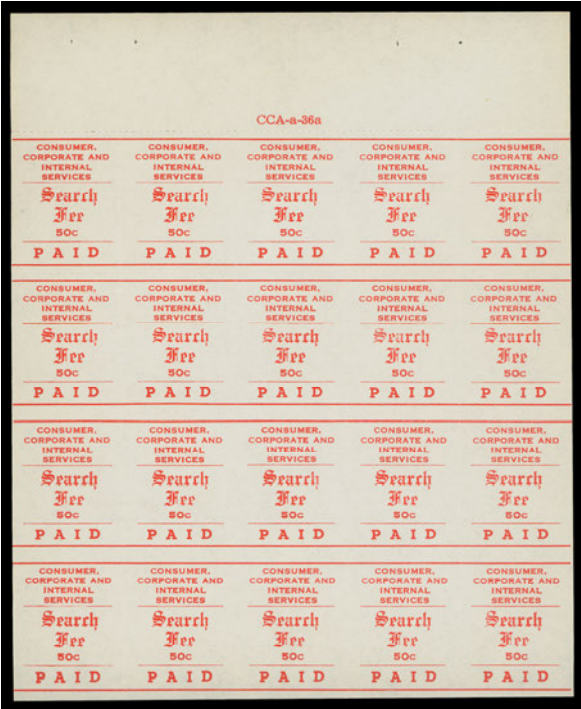 CCA-a-36a
CONSUMER, CONSUMER, CONSUMER, CONSUMER, CONSUMER,
CORPORATE AND CORPORATE AND CORPORATE AND CORPORATE AND CORPORATE AND
INTERNAL INTERNAL INTERNAL INTERNAL INTERNAL
SERVICES SERVICES SERVICES SERVICES SERVICES
Search Search Search Search Search
Fee Fee Fee Fee Fee
50c 50c 50c 50c 50c
PAID PAID PAID PAID PAID
CONSUMER, CONSUMER, CONSUMER, CONSUMER, CONSUMER,
CORPORATE AND CORPORATE AND CORPORATE AND CORPORATE AND CORPORATE AND
INTERNAL INTERNAL INTERNAL INTERNAL INTERNAL
SERVICES SERVICES SERVICES SERVICES SERVICES
Search Search Search Search Search
Fee Fee Fee Fee Fee
50c 50c 50c 50c 50c
PAID PAID PAID PAID PAID
CONSUMER, CONSUMER, CONSUMER, CONSUMER, CONSUMER,
CORPORATE AND CORPORATE AND CORPORATE AND CORPORATE AND CORPORATE AND
INTERNAL INTERNAL INTERNAL INTERNAL INTERNAL
SERVICES SERVICES SERVICES SERVICES SERVICES
Search Search Search Search Search
Fee Fee Fee Fee Fee
50c 50c 50c 50c 50c
PAID PAID PAID PAID PAID
CONSUMER, CONSUMER, CONSUMER, CONSUMER, CONSUMER,
CORPORATE AND CORPORATE AND CORPORATE AND CORPORATE AND CORPORATE AND
INTERNAL INTERNAL INTERNAL INTERNAL INTERNAL
SERVICES SERVICES SERVICES SERVICES SERVICES
Search Search Search Search Search
Fee Fee Fee Fee Fee
50c 50c 50c 50c 50c
PAID PAID PAID PAID PAID